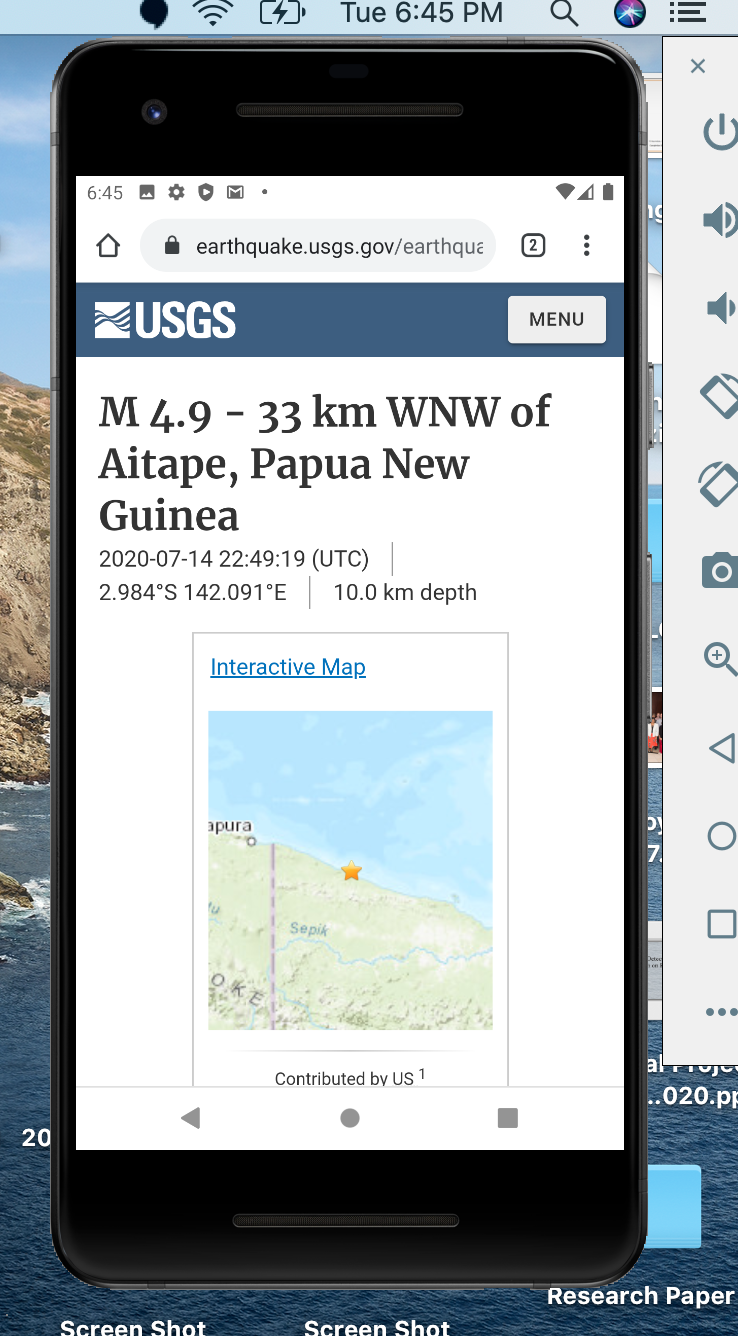 Tue 6:45 PM
6:45
earthquake.usgs.gov/earthqua
2
USGS
MENU
M 4.9 - 33 km WNW of
Aitape, Papua New
Guinea
2020-07-14 22:49:19 (UTC)
2.984°S 142.091°E
10.0 km depth
Interactive Map
apura
Sepik
OKE
Contributed by US 1
...020.pp
20
Research Paper
Screen Shot
Screen Shot